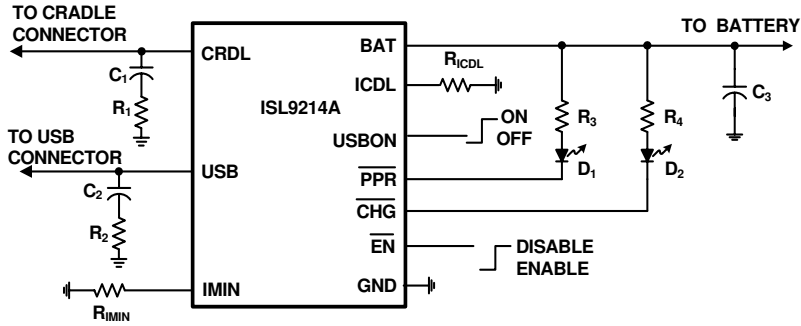 TO CRADLE
CONNECTOR
CRDL
C1
R1
TO USB
CONNECTOR
USB
C2
R2
IMIN
RIMIN
ISL9214A
BAT
ICDL
USBON
PPR
CHG
EN
GND
RICDL
ON
OFF
DISABLE
ENABLE
R3
D1
R4
D2
TO BATTERY
C3